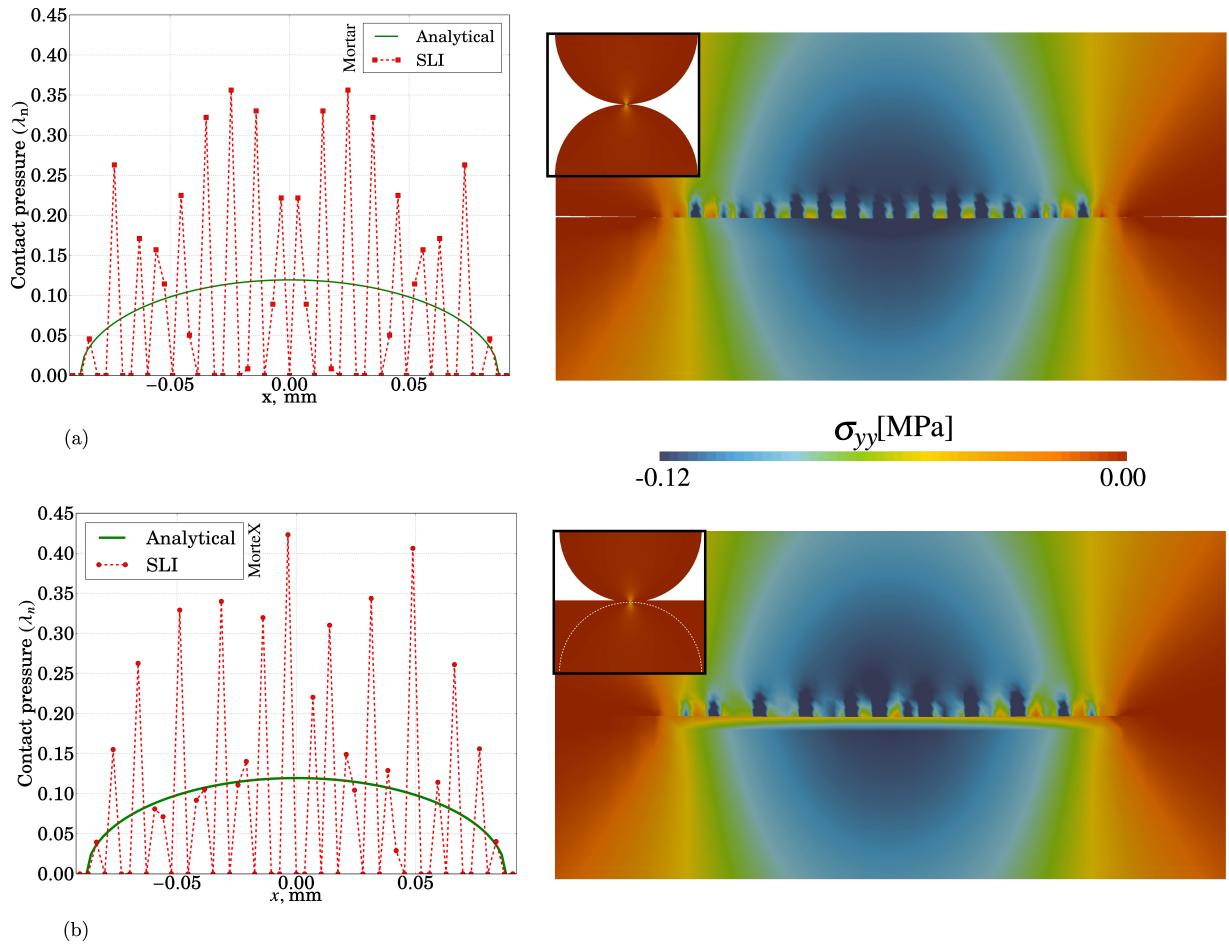 0.45
0.40
0.35
0.30
0.25
0.20
0.15
0.10
0.05
0.00
Contact pressure (λn)
−0.05
0.00
0.05
x, mm
Mortar
Analytical
SLI
(a)
σyy[MPa]
-0.12
0.00
0.45
0.40
0.35
0.30
0.25
0.20
0.15
0.10
0.05
0.00
Contact pressure (λn)
−0.05
0.00
0.05
x, mm
Analytical
SLI
MorteX
(b)